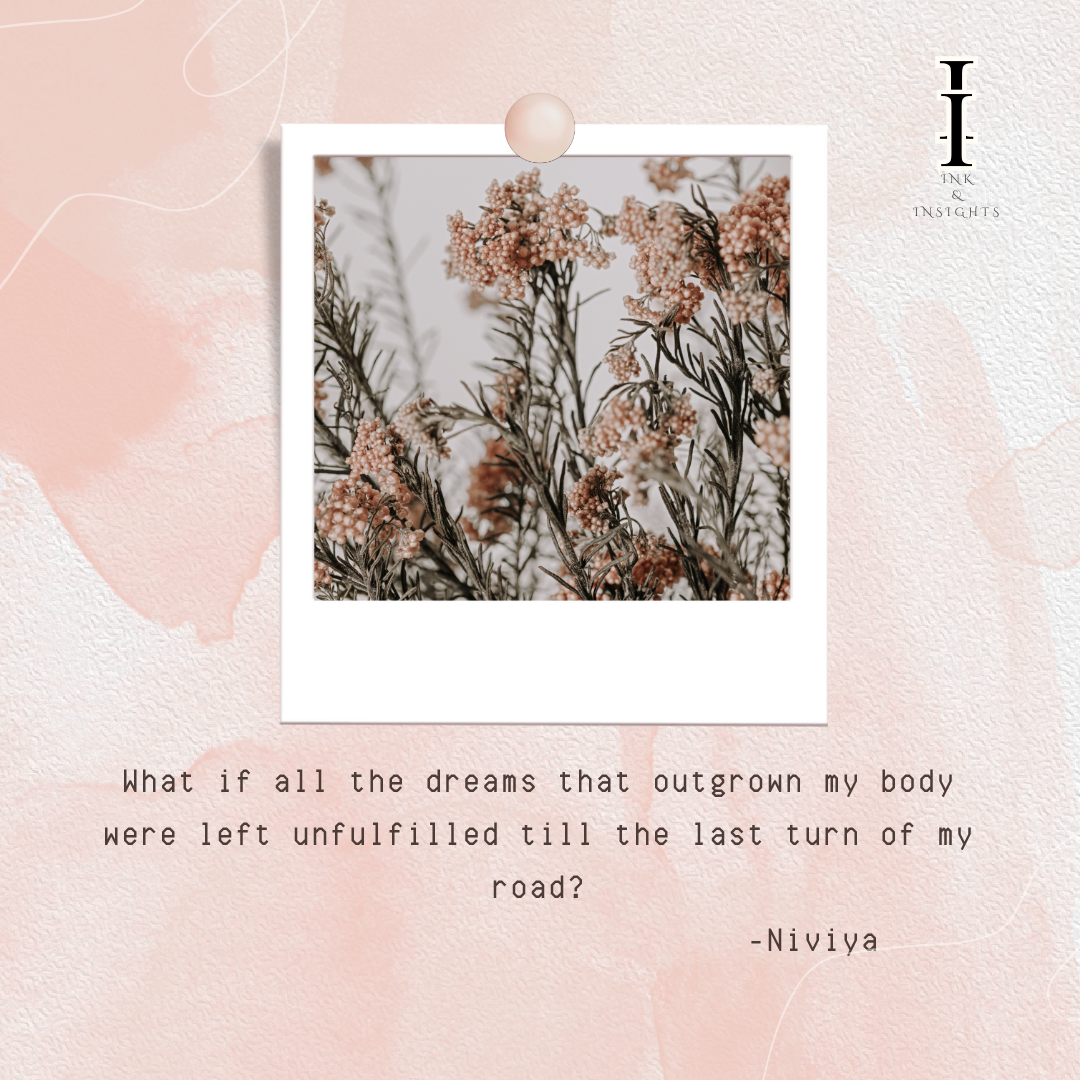 INK
&
INSIGHTS
What if all the dreams that outgrown my body
were left unfulfilled till the last turn of my
road?
-Niviya